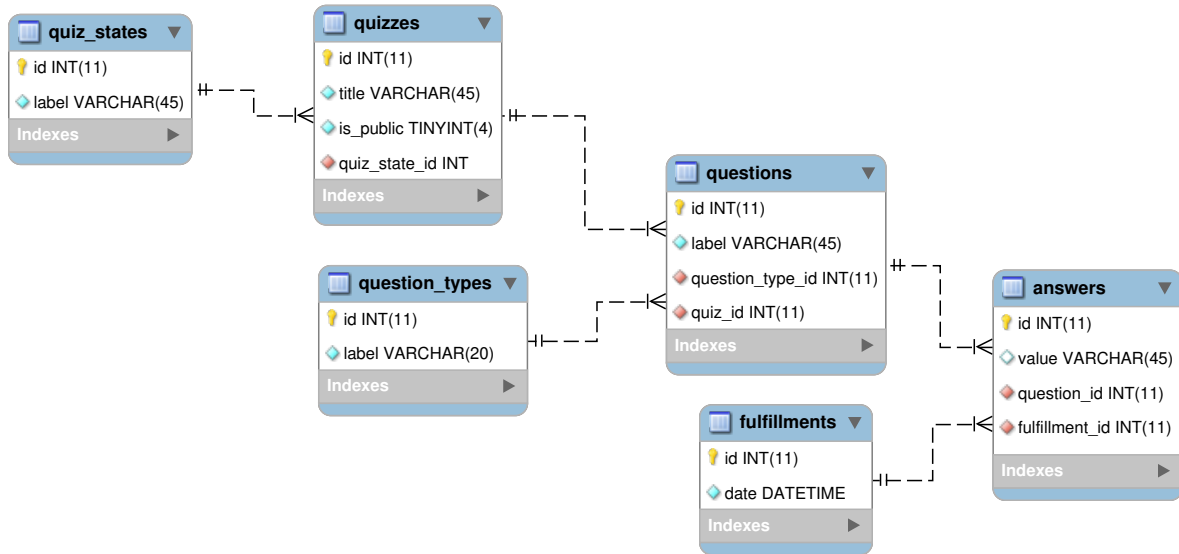 quiz_states
id INT(11)
label VARCHAR(45)
Indexes
quizzes
id INT(11)
title VARCHAR(45)
is_public TINYINT(4)
quiz_state_id INT
Indexes
question_types
id INT(11)
label VARCHAR(20)
Indexes
questions
id INT(11)
label VARCHAR(45)
question_type_id INT(11)
quiz_id INT(11)
Indexes
fulfillments
id INT(11)
date DATETIME
Indexes
answers
id INT(11)
value VARCHAR(45)
question_id INT(11)
fulfillment_id INT(11)
Indexes